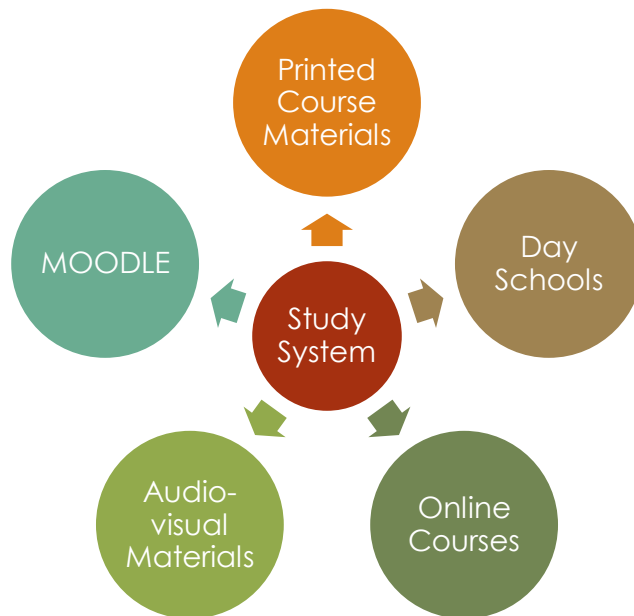 Printed
Course
Materials
MOODLE
Day
Schools
Study
System
Audio-
visual
Materials
Online
Courses